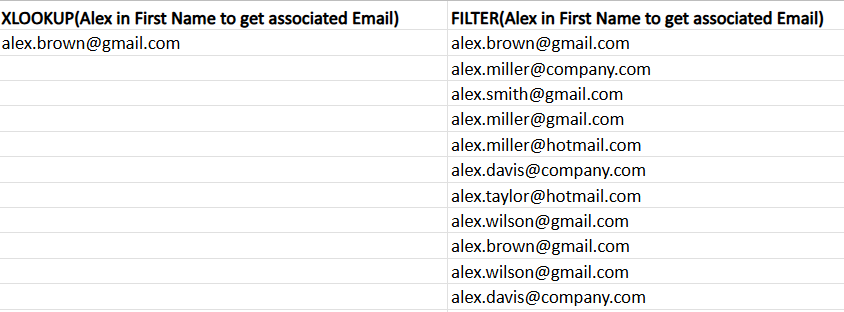 XLOOKUP(Alex in First Name to get associated Email) FILTER(Alex in First Name to get associated Email)
alex.brown@gmail.com alex.brown@gmail.com
alex.miller@company.com
alex.smith@gmail.com
alex.miller@gmail.com
alex.miller@hotmail.com
alex.davis@company.com
alex.taylor@hotmail.com
alex.wilson@gmail.com
alex.brown@gmail.com
alex.wilson@gmail.com
alex.davis@company.com